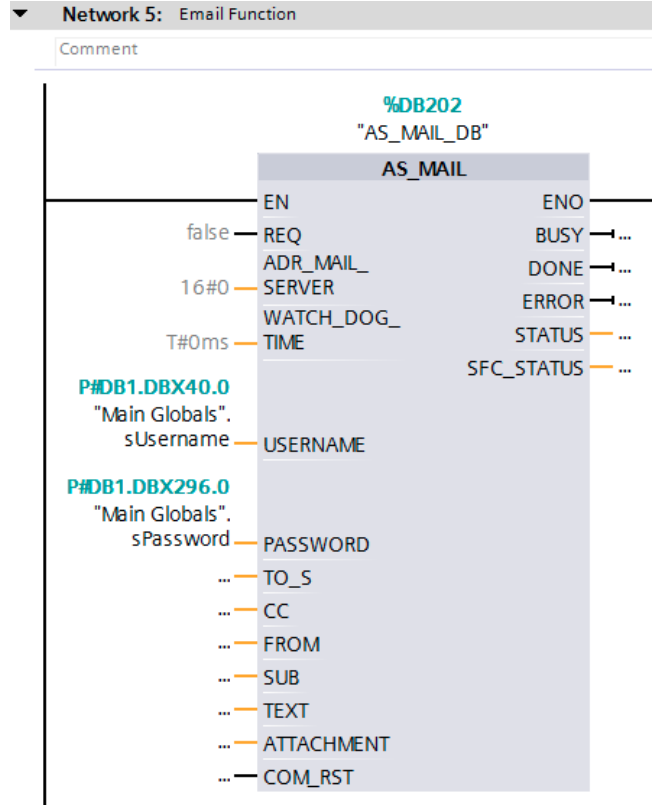 Network 5: Email Function
Comment
%DB202
"AS_MAIL_DB"
AS_MAIL
EN ENO
false REQ BUSY ...
ADR_MAIL_
16#0 SERVER DONE ...
ERROR ...
WATCH_DOG_
T#0ms TIME STATUS ...
SFC_STATUS ...
P#DB1.DBX40.0
"Main Globals".
sUsername USERNAME
P#DB1.DBX296.0
"Main Globals".
sPassword PASSWORD
... TO_S
... CC
... FROM
... SUB
... TEXT
... ATTACHMENT
... COM_RST